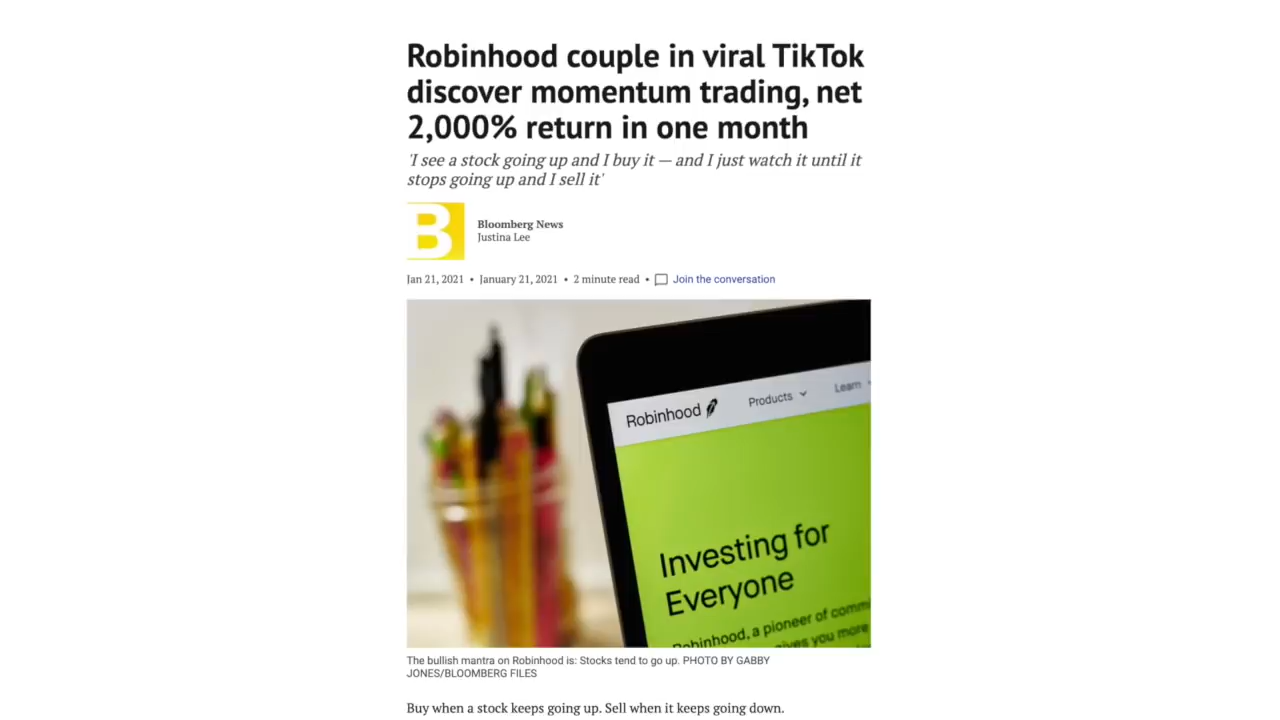 Robinhood couple in viral TikTok
discover momentum trading, net
2,000% return in one month
'I see a stock going up and I buy it — and I just watch it until it
stops going up and I sell it'
B
Bloomberg News
Justina Lee
Jan 21, 2021 • January 21, 2021 • 2 minute read • Join the conversation
Robinhood Products Learn
Investing for
Everyone
Robinhood, a pioneer of commi
gives you more
The bullish mantra on Robinhood is: Stocks tend to go up. PHOTO BY GABBY
JONES/BLOOMBERG FILES
Buy when a stock keeps going up. Sell when it keeps going down.